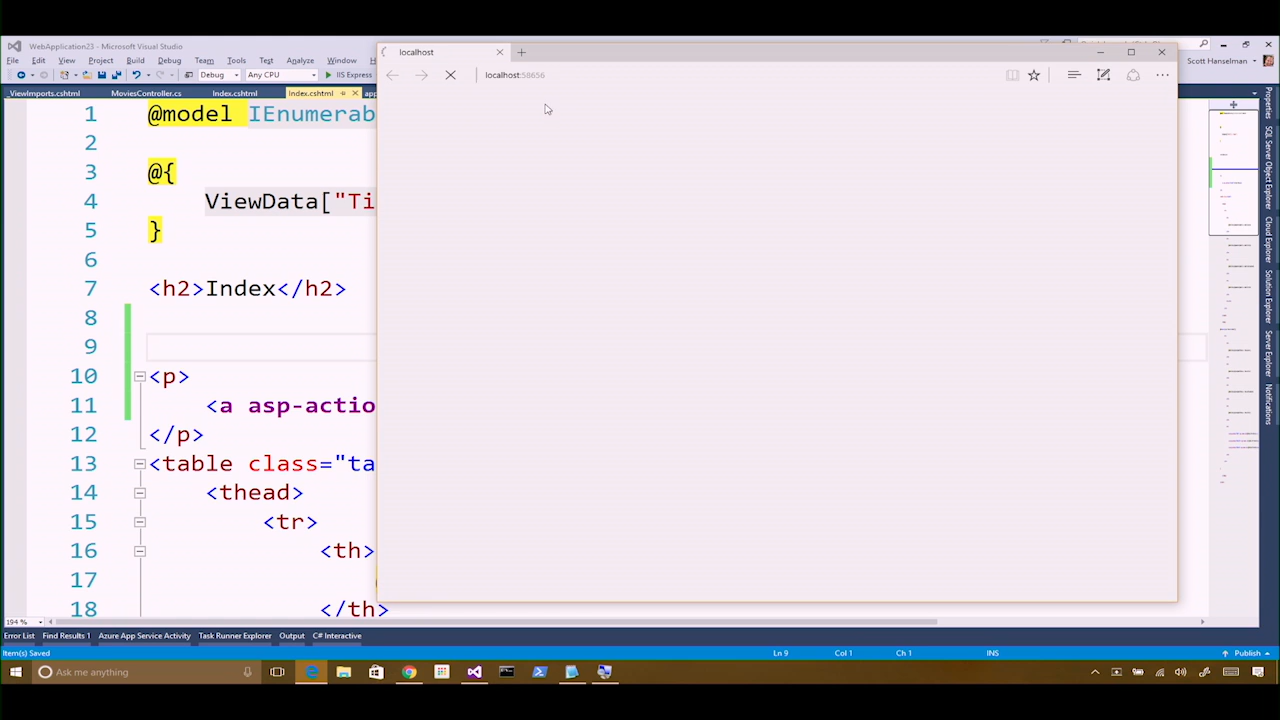 WebApplication23 - Microsoft Visual Studio
File Edit View Project Build Debug Team Tools Analyze Window
Scott Hanselman
Debug Any CPU IIS Express
_ViewImports.cshtml MoviesController.cs Index.cshtml Index.cshtml app
localhost
localhost:58656
1 @model IEnumerab
2
3 @{
4 ViewData["Ti
5 }
6
7 <h2>Index</h2>
8
9
10 <p>
11 <a asp-actio
12 </p>
13 <table class="ta
14 <thead>
15 <tr>
16 <th>
17
18 </th>
194 %
Properties
SQL Server Object Explorer
Cloud Explorer
Solution Explorer
Server Explorer
Notifications
Error List Find Results 1 Azure App Service Activity Task Runner Explorer Output C# Interactive
Item(s) Saved Ln 9 Col 1 Ch 1 INS Publish
Ask me anything